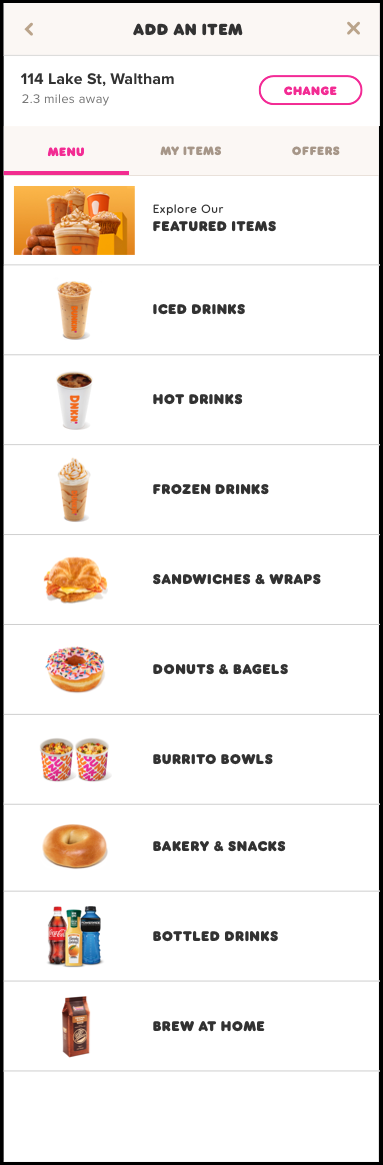 ADD AN ITEM
114 Lake St, Waltham
2.3 miles away
CHANGE
MENU
MY ITEMS
OFFERS
Explore Our
FEATURED ITEMS
ICED DRINKS
DNKN'
HOT DRINKS
FROZEN DRINKS
SANDWICHES & WRAPS
DONUTS & BAGELS
BURRITO BOWLS
BAKERY & SNACKS
Coca-Cola
BOTTLED DRINKS
BREW AT HOME